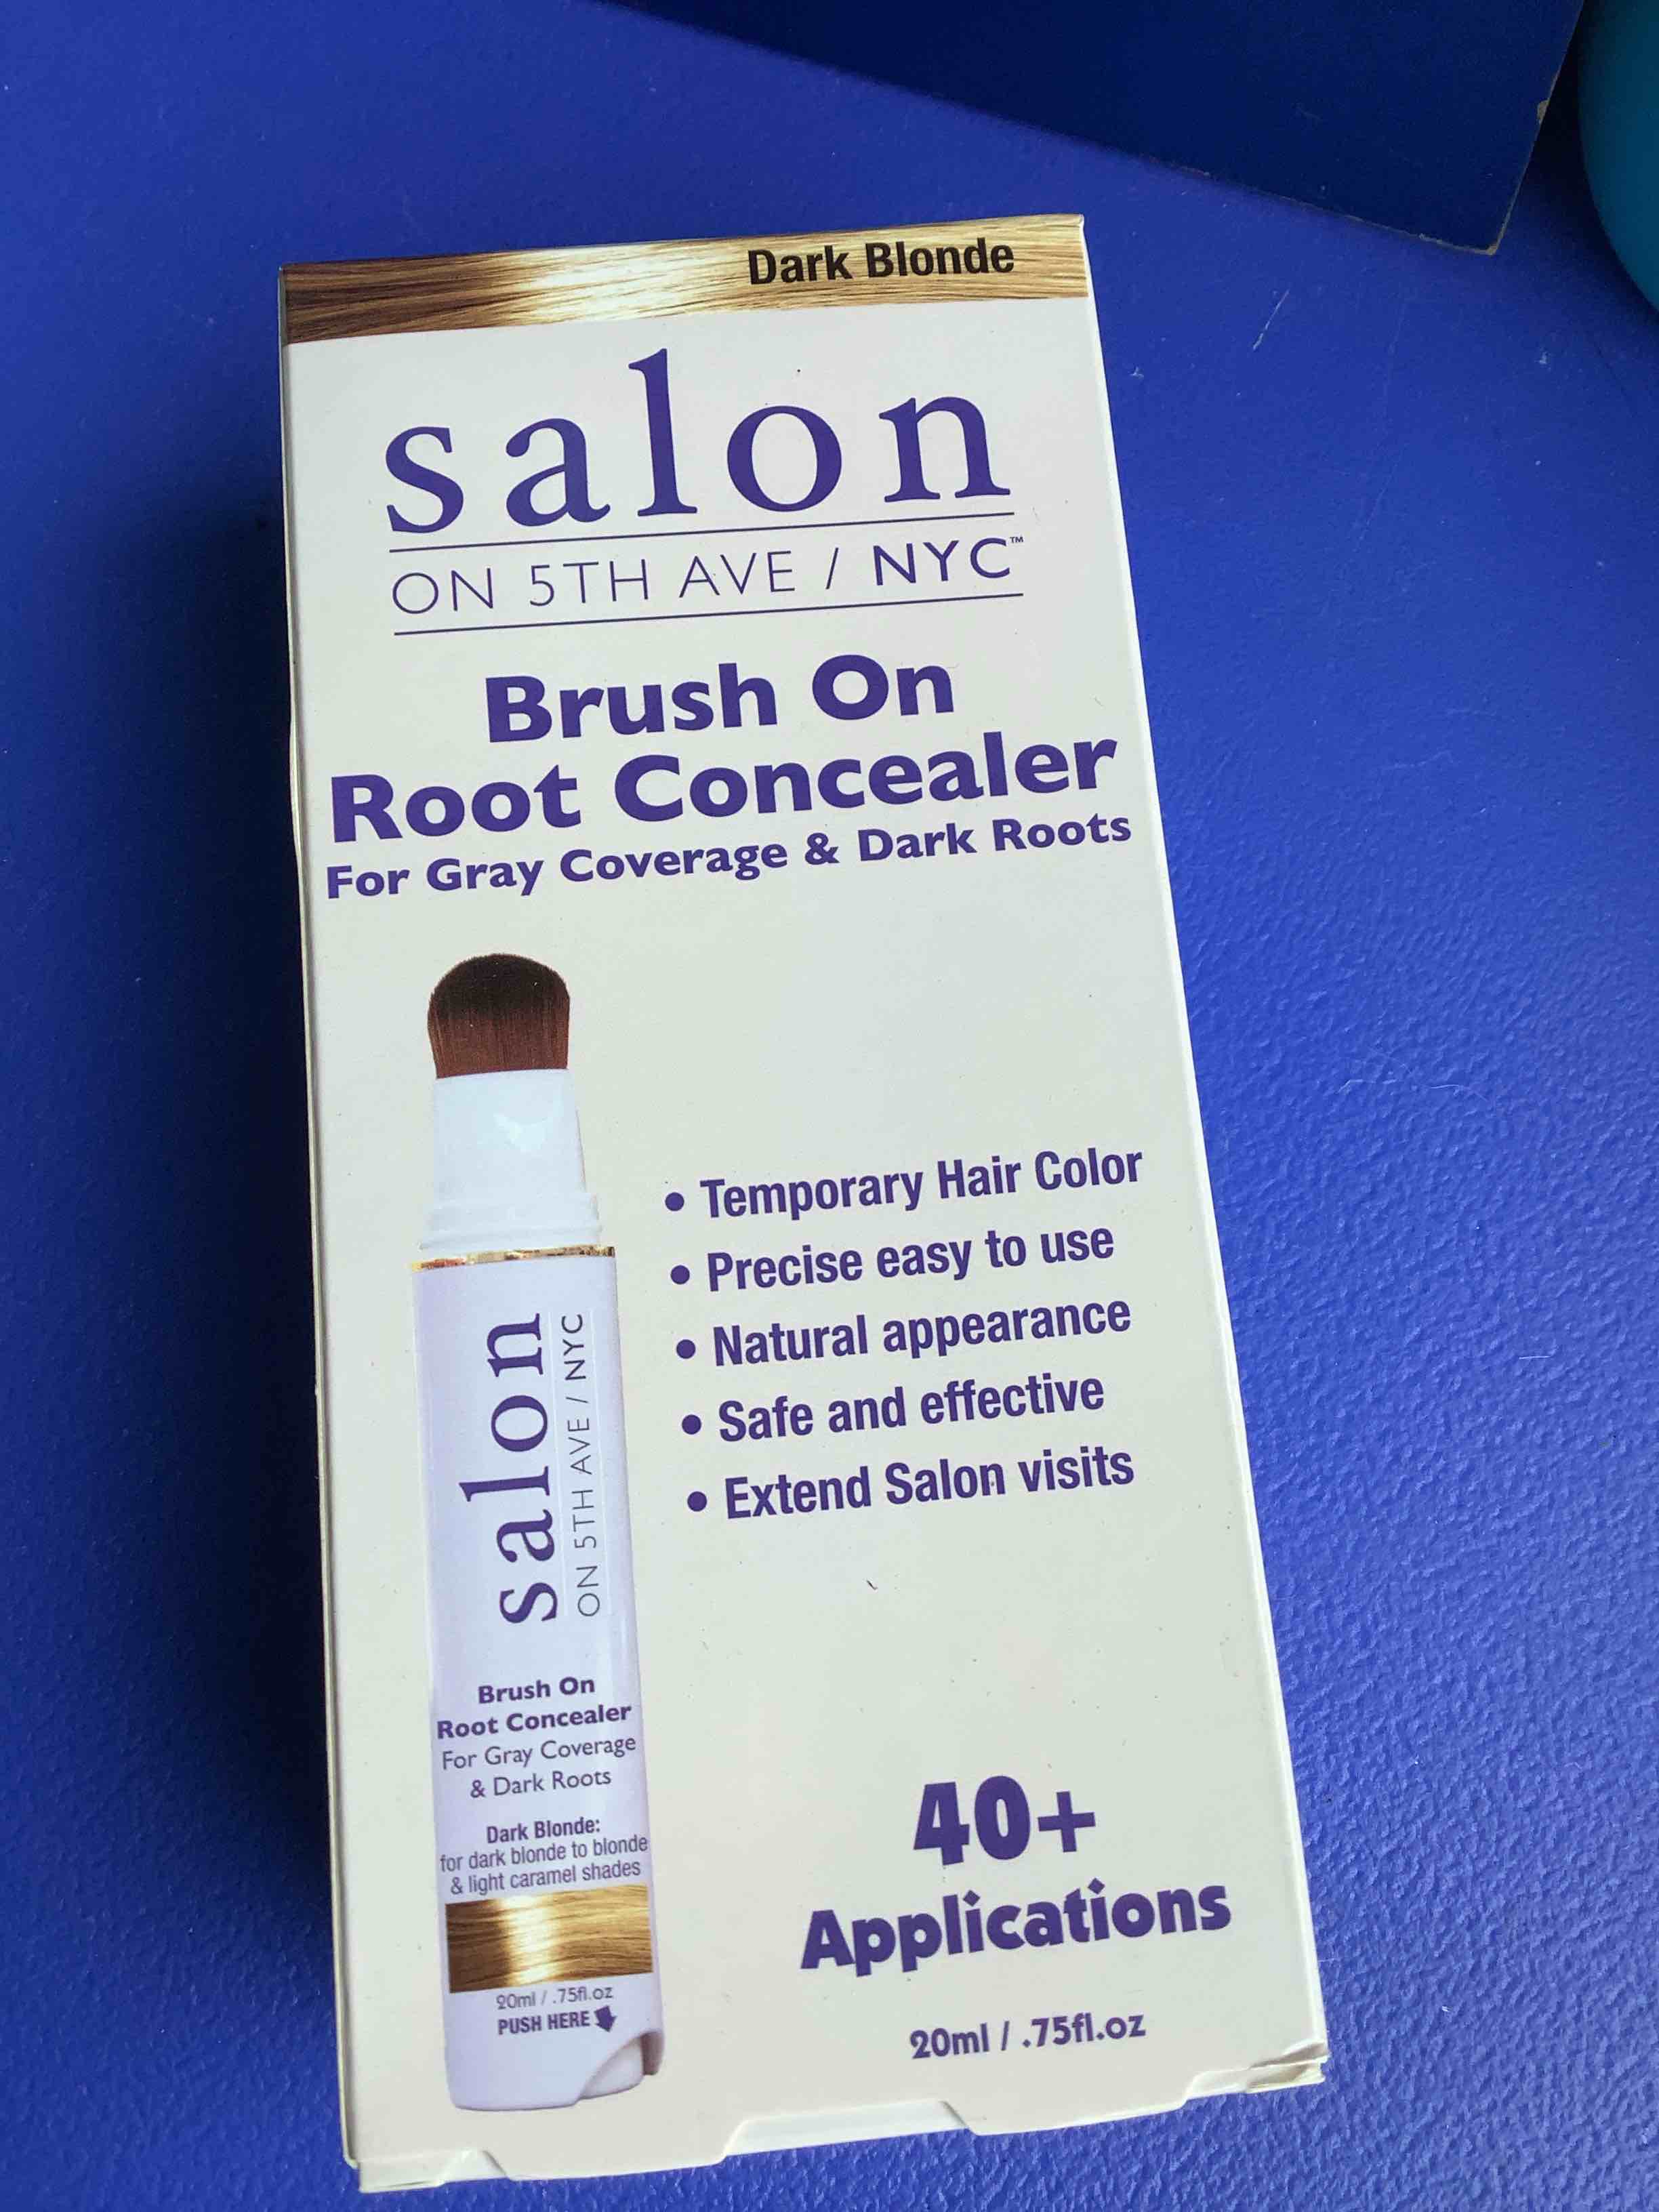 Dark Blonde
salon
ON 5TH AVE / NYC™
Brush On
Root Concealer
For Gray Coverage & Dark Roots
• Temporary Hair Color
• Precise easy to use
• Natural appearance
• Safe and effective
• Extend Salon visits
salon
ON 5TH AVE / NYC
Brush On
Root Concealer
For Gray Coverage
& Dark Roots
Dark Blonde:
for dark blonde to blonde
& light caramel shades
20ml / .75fl.oz
PUSH HERE
40+
Applications
20ml / .75fl.oz